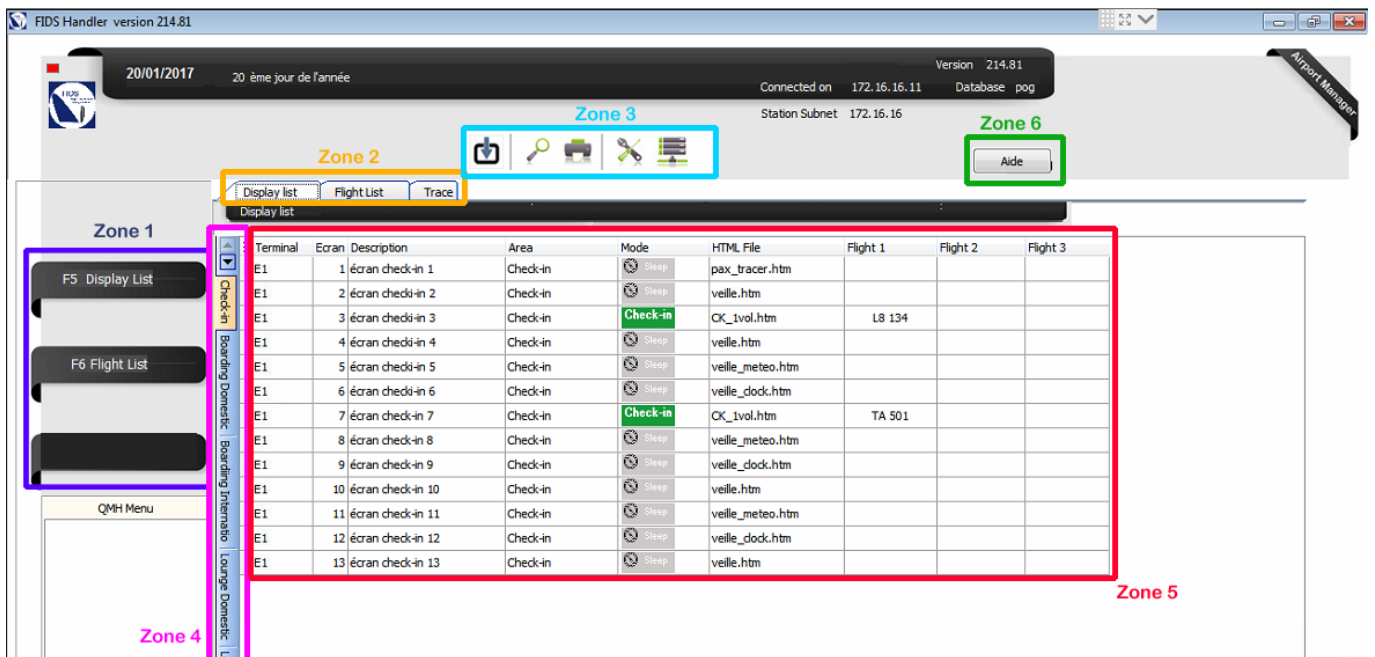 FIDS Handler version 214.81
20/01/2017 20 ème jour de l'année Version 214.81
Connected on 172.16.16.11 Database pog
Station Subnet 172.16.16
Airport Manager
FIDS
Zone 3
Zone 6
Zone 2
Aide
Display list Flight List Trace
Display list
Zone 1
F5 Display List
F6 Flight List
QMH Menu
Zone 4
Check-in
Boarding Domestic
Boardiing Internatio
Lounge Domestic
L
Terminal Ecran Description Area Mode HTML File Flight 1 Flight 2 Flight 3
E1 1 écran check-in 1 Check-in Sleep pax_tracer.htm
E1 2 écran checki-in 2 Check-in Sleep veille.htm
E1 3 écran checki-in 3 Check-in Check-in CK_1vol.htm L8 134
E1 4 écran checki-in 4 Check-in Sleep veille.htm
E1 5 écran checki-in 5 Check-in Sleep veille_meteo.htm
E1 6 écran checki-in 6 Check-in Sleep veille_clock.htm
E1 7 écran check-in 7 Check-in Check-in CK_1vol.htm TA 501
E1 8 écran check-in 8 Check-in Sleep veille_meteo.htm
E1 9 écran check-in 9 Check-in Sleep veille_clock.htm
E1 10 écran check-in 10 Check-in Sleep veille.htm
E1 11 écran check-in 11 Check-in Sleep veille_meteo.htm
E1 12 écran check-in 12 Check-in Sleep veille_clock.htm
E1 13 écran check-in 13 Check-in Sleep veille.htm
Zone 5